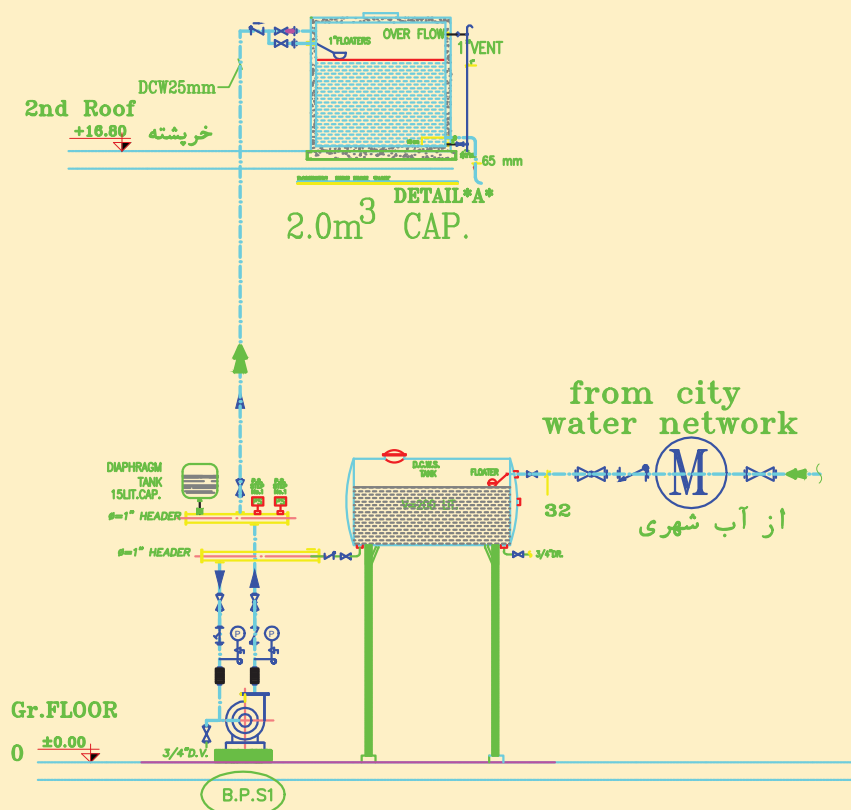 OVER FLOW
1"FLOATERS
1"VENT
DCW25mm
2nd Roof
+16.80
خرپشته
65 mm
DETAIL*A*
2.0m³ CAP.
from city
water network
M
از آب شهری
32
D.C.W.S.
TANK
FLOATER
DIAPHRAGM
TANK
15LIT.CAP.
ø=1" HEADER
ø=1" HEADER
3/4"DR.
P
P
Gr.FLOOR
0
±0.00
3/4"D.V.
B.P.S1